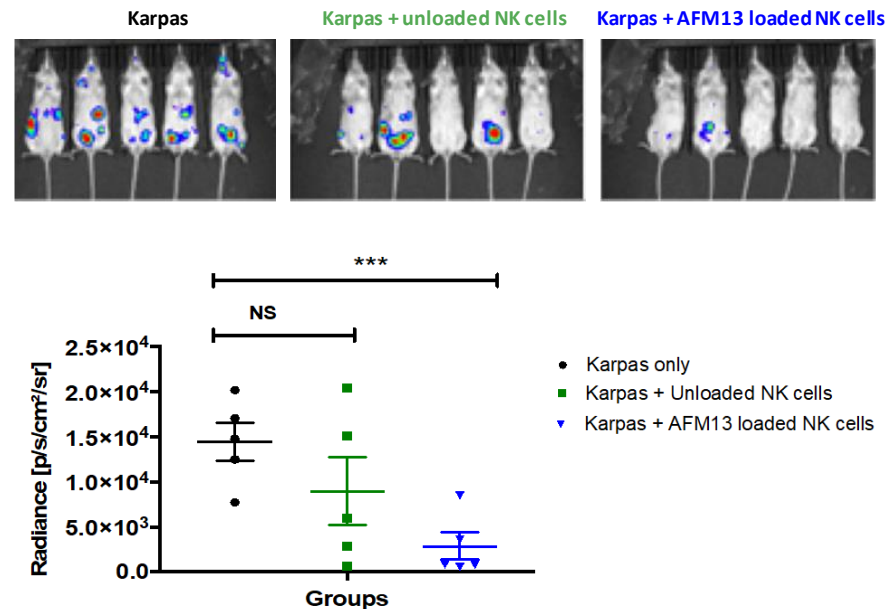 Karpas
Karpas + unloaded NK cells
Karpas + AFM13 loaded NK cells
***
NS
2.5×10⁴
2.0×10⁴
1.5×10⁴
1.0×10⁴
5.0×10³
0.0
Radiance [p/s/cm²/sr]
Groups
Karpas only
Karpas + Unloaded NK cells
Karpas + AFM13 loaded NK cells